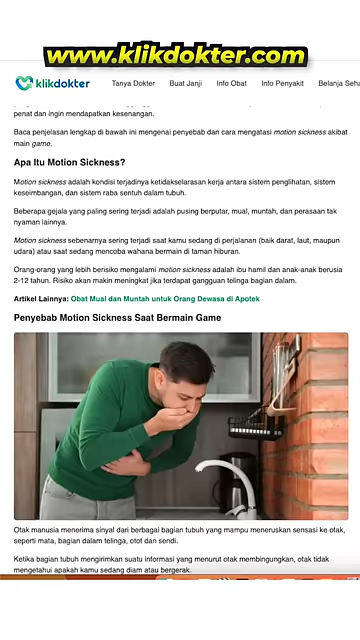 www.klikdokter.com
klikdokter Tanya Dokter Buat Janji Info Obat Info Penyakit Belanja Seha
penat dan ingin mendapatkan kesenangan.
Baca penjelasan lengkap di bawah ini mengenai penyebab dan cara mengatasi motion sickness akibat
main game.
Apa Itu Motion Sickness?
Motion sickness adalah kondisi terjadinya ketidakselarasan kerja antara sistem penglihatan, sistem
keseimbangan, dan sistem raba sentuh dalam tubuh.
Beberapa gejala yang paling sering terjadi adalah pusing berputar, mual, muntah, dan perasaan tak
nyaman lainnya.
Motion sickness sebenarnya sering terjadi saat kamu sedang di perjalanan (baik darat, laut, maupun
udara) atau saat sedang mencoba wahana bermain di taman hiburan.
Orang-orang yang lebih berisiko mengalami motion sickness adalah ibu hamil dan anak-anak berusia
2-12 tahun. Risiko akan makin meningkat jika terdapat gangguan telinga bagian dalam.
Artikel Lainnya: Obat Mual dan Muntah untuk Orang Dewasa di Apotek
Penyebab Motion Sickness Saat Bermain Game
Otak manusia menerima sinyal dari berbagai bagian tubuh yang mampu meneruskan sensasi ke otak,
seperti mata, bagian dalam telinga, otot dan sendi.
Ketika bagian tubuh mengirimkan suatu informasi yang menurut otak membingungkan, otak tidak
mengetahui apakah kamu sedang diam atau bergerak.